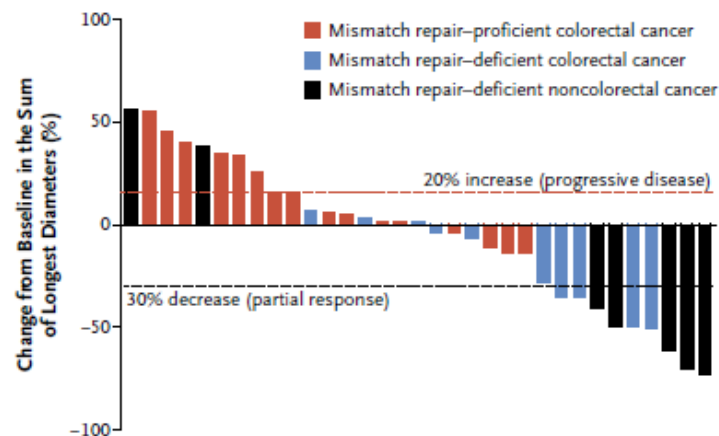 Change from Baseline in the Sum
of Longest Diameters (%)
100
50
0
−50
−100
Mismatch repair–proficient colorectal cancer
Mismatch repair–deficient colorectal cancer
Mismatch repair–deficient noncolorectal cancer
20% increase (progressive disease)
30% decrease (partial response)